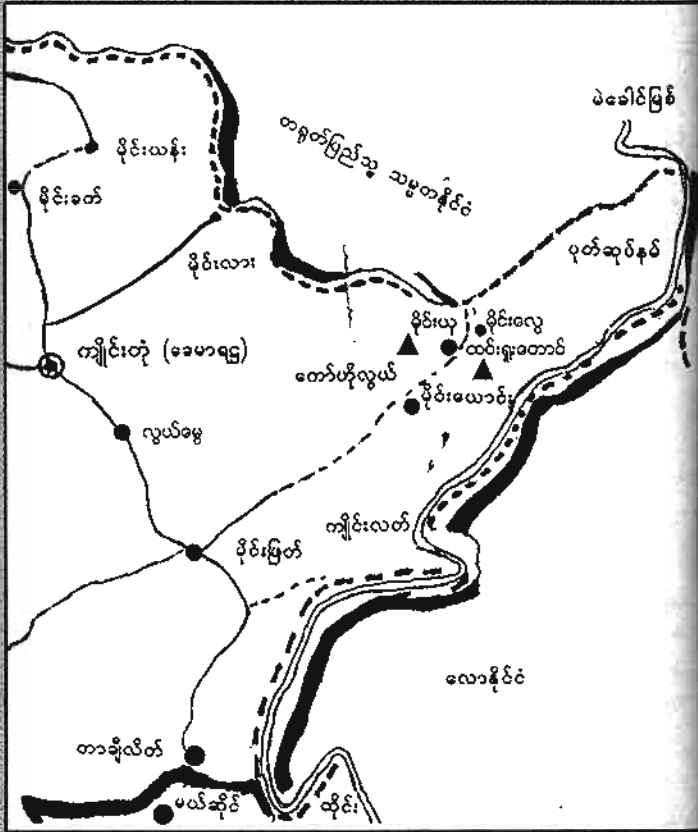 မဲခေါင်မြစ်
တရုတ်ပြည်သူ့ သမ္မတနိုင်ငံ
မိုင်းယန်း
မိုင်းခတ်
ပုတ်ဆုပ်နမ်
မိုင်းလား
မိုင်းယု
မိုင်းလွေ
ကျိုင်းတုံ (ခေမာရဋ္ဌ)
ထင်းရှူးတောင်
ကော်ဟိုလွယ်
မိုင်းယောင်း
လွယ်မွေ
ကျိုင်းလတ်
မိုင်းဖြတ်
လောနိုင်ငံ
တာချီလိတ်
မယ်ဆိုင်
ထိုင်း